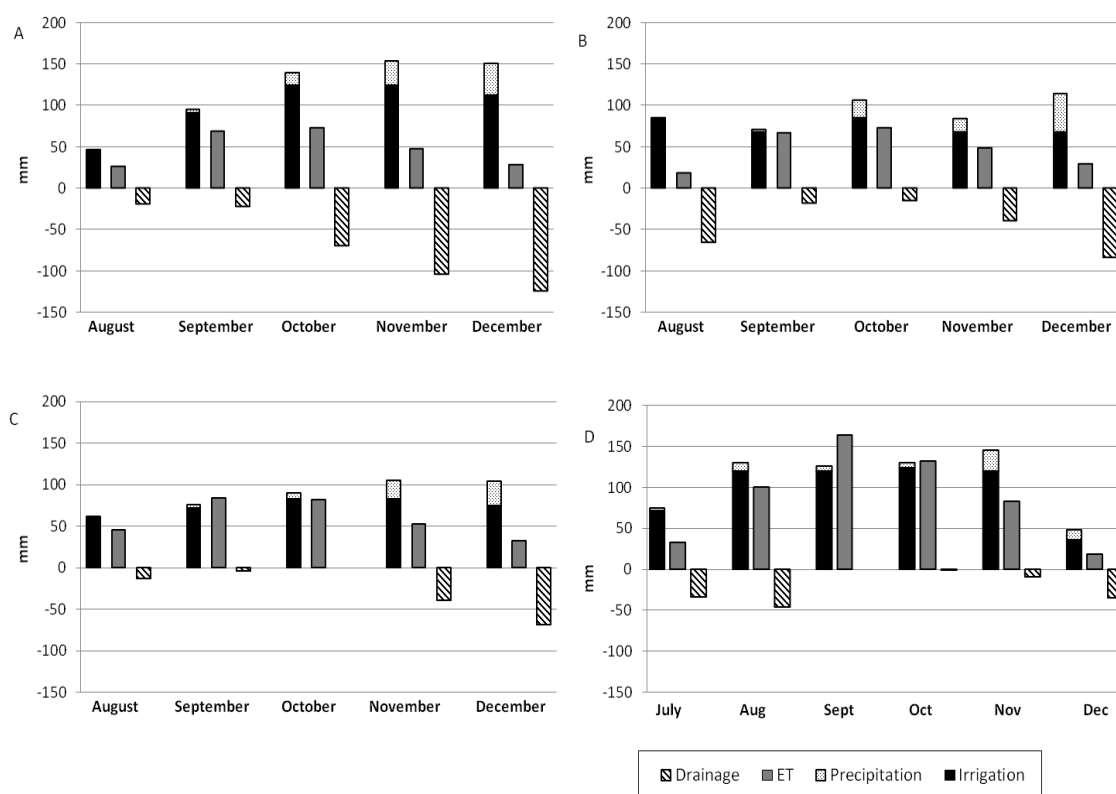 A
200
150
100
50
0
-50
-100
-150
mm
August September October November December
B
200
150
100
50
0
-50
-100
-150
mm
August September October November December
C
200
150
100
50
0
-50
-100
-150
mm
August September October November December
D
200
150
100
50
0
-50
-100
-150
mm
July Aug Sept Oct Nov Dec
Drainage ET Precipitation Irrigation